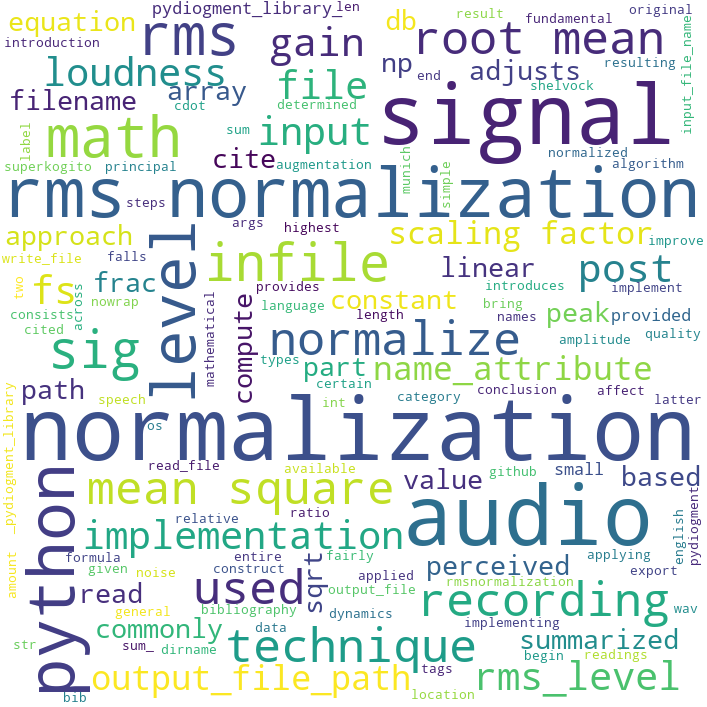 pydiogment_library_ len result fundamental original
equation rms gain db root mean
introduction resulting
loudness array file np end adjusts input_file_name
filename cdot determined shelvock
label math sum input signal normalized
cite augmentation munich simple algorithm
superkogito principal
rms normalization
steps args highest
approach level scaling factor improve
write_file falls infile linear post
two fs frac provides language introduces implement
consists across nowrap constant bring peak provided
cited mathematical compute length names amplitude quality
sig normalize
types part name_attribute
path certain conclusion affect latter
speech int category
os normalization
_pydiogment_library
read_file available value small based
python mean square github
relative ratio audio english pydiogment
implementation
formula entire fairly perceived applying
given noise construct sqrt applied rmsnormalization export
read used output_file recording
amount general bibliography wav
commonly data dynamics implementing summarized
str sum_ dirname technique begin readings
output_file_path tags rms_level
bib location